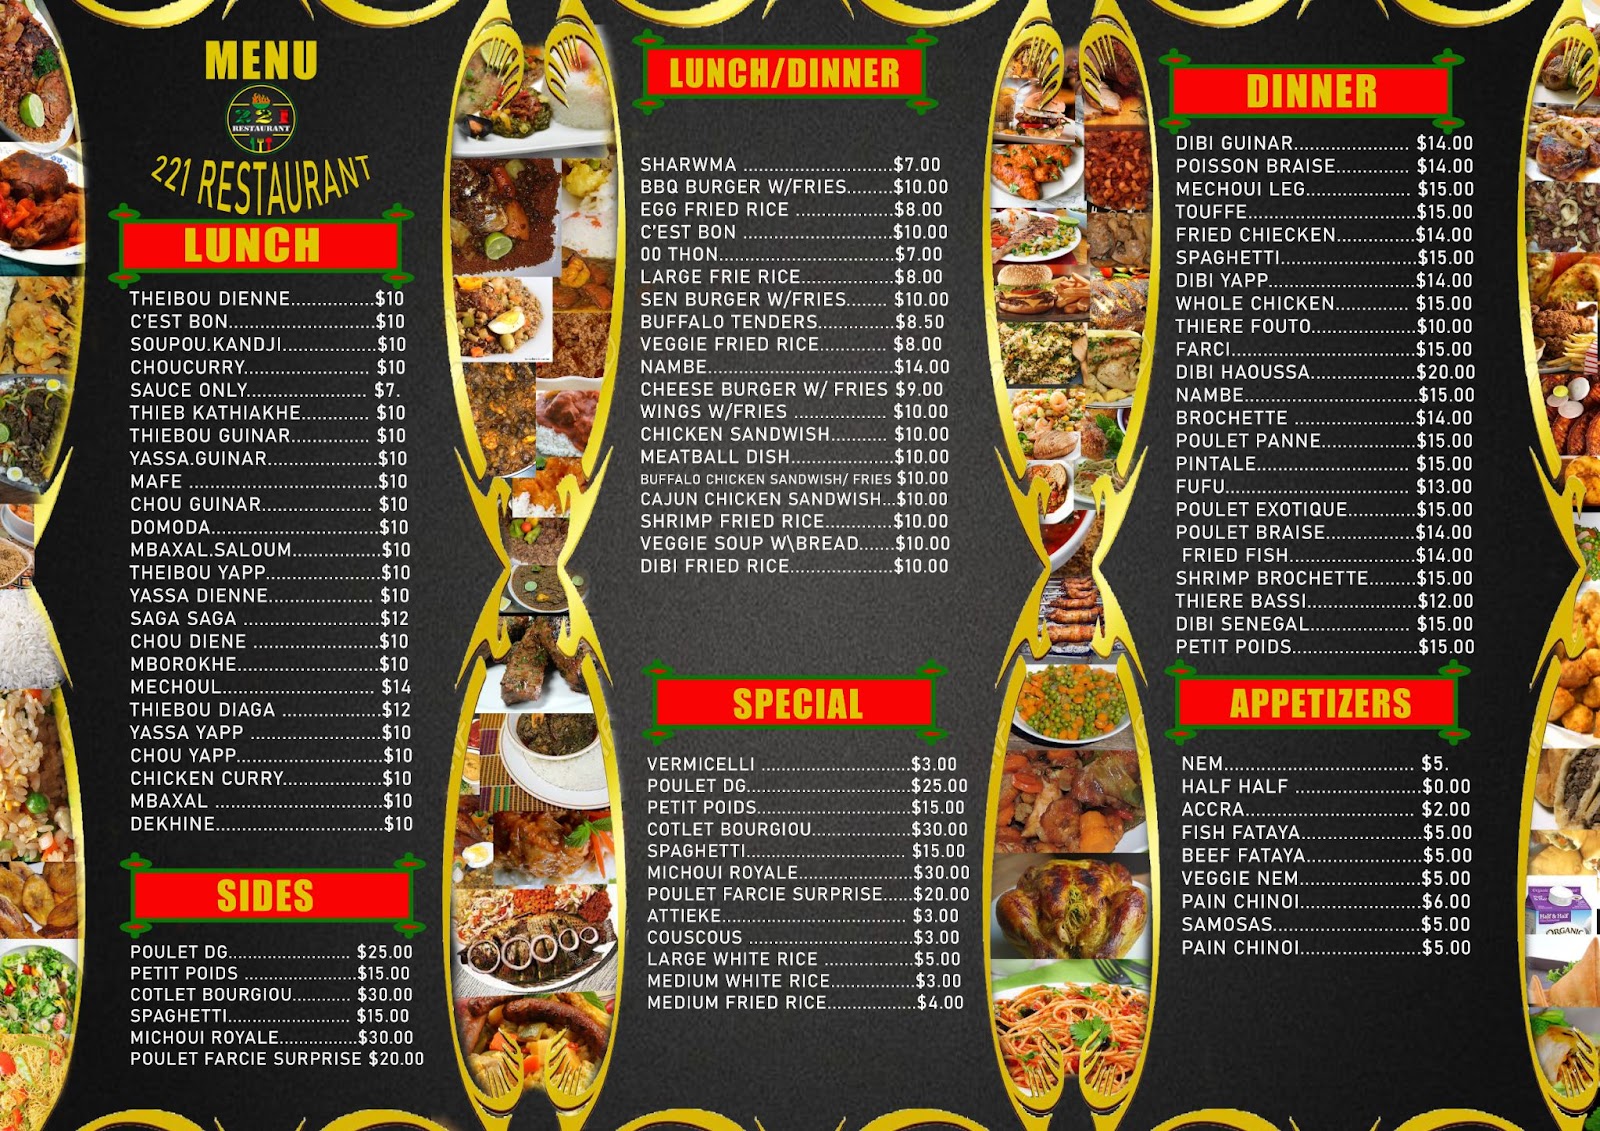 MENU
221
RESTAURANT
221 RESTAURANT
LUNCH
THEIBOU DIENNE................$10
C'EST BON............................$10
SOUPOU.KANDJI..................$10
CHOUCURRY........................ $10
SAUCE ONLY....................... $7.
THIEB KATHIAKHE............. $10
THIEBOU GUINAR............... $10
YASSA.GUINAR.....................$10
MAFE ....................................$10
CHOU GUINAR..................... $10
DOMODA................................$10
MBAXAL.SALOUM.................$10
THEIBOU YAPP......................$10
YASSA DIENNE.................... $10
SAGA SAGA ..........................$12
CHOU DIENE .........................$10
MBOROKHE...........................$10
MECHOUL............................. $14
THIEBOU DIAGA ...................$12
YASSA YAPP .........................$10
CHOU YAPP............................$10
CHICKEN CURRY...................$10
MBAXAL ................................$10
DEKHINE................................$10
SIDES
POULET DG........................ $25.00
PETIT POIDS .....................$15.00
COTLET BOURGIOU........... $30.00
SPAGHETTI....................... $15.00
MICHOUI ROYALE...............$30.00
POULET FARCIE SURPRISE $20.00
LUNCH/DINNER
SHARWMA ..........................$7.00
BBQ BURGER W/FRIES.........$10.00
EGG FRIED RICE ...................$8.00
C'EST BON .............................$10.00
00 THON..................................$7.00
LARGE FRIE RICE..................$8.00
SEN BURGER W/FRIES....... $10.00
BUFFALO TENDERS..............$8.50
VEGGIE FRIED RICE............ $8.00
NAMBE....................................$14.00
CHEESE BURGER W/ FRIES $9.00
WINGS W/FRIES ...................$10.00
CHICKEN SANDWISH.......... $10.00
MEATBALL DISH....................$10.00
BUFFALO CHICKEN SANDWISH/ FRIES $10.00
CAJUN CHICKEN SANDWISH...$10.00
SHRIMP FRIED RICE.............$10.00
VEGGIE SOUP W\BREAD.......$10.00
DIBI FRIED RICE....................$10.00
SPECIAL
VERMICELLI .............................$3.00
POULET DG................................$25.00
PETIT POIDS..............................$15.00
COTLET BOURGIOU...................$30.00
SPAGHETTI.............................. $15.00
MICHOUI ROYALE......................$30.00
POULET FARCIE SURPRISE......$20.00
ATTIEKE................................... $3.00
COUSCOUS ................................$3.00
LARGE WHITE RICE .................$5.00
MEDIUM WHITE RICE................$3.00
MEDIUM FRIED RICE.................$4.00
DINNER
DIBI GUINAR...................... $14.00
POISSON BRAISE.............. $14.00
MECHOUI LEG.................... $15.00
TOUFFE................................$15.00
FRIED CHIECKEN...............$14.00
SPAGHETTI..........................$15.00
DIBI YAPP............................$14.00
WHOLE CHICKEN............... $15.00
THIERE FOUTO....................$10.00
FARCI...................................$15.00
DIBI HAOUSSA....................$20.00
NAMBE.................................$15.00
BROCHETTE .......................$14.00
POULET PANNE..................$15.00
PINTALE............................. $15.00
FUFU................................... $13.00
POULET EXOTIQUE.............$15.00
POULET BRAISE.................$14.00
FRIED FISH........................$14.00
SHRIMP BROCHETTE.........$15.00
THIERE BASSI.....................$12.00
DIBI SENEGAL................... $15.00
PETIT POIDS........................$15.00
APPETIZERS
NEM.................................... $5.
HALF HALF ........................$0.00
ACCRA................................ $2.00
FISH FATAYA.......................$5.00
BEEF FATAYA......................$5.00
VEGGIE NEM.......................$5.00
PAIN CHINOI.......................$6.00
SAMOSAS............................$5.00
PAIN CHINOI.......................$5.00
Half & Half
ORGANIC